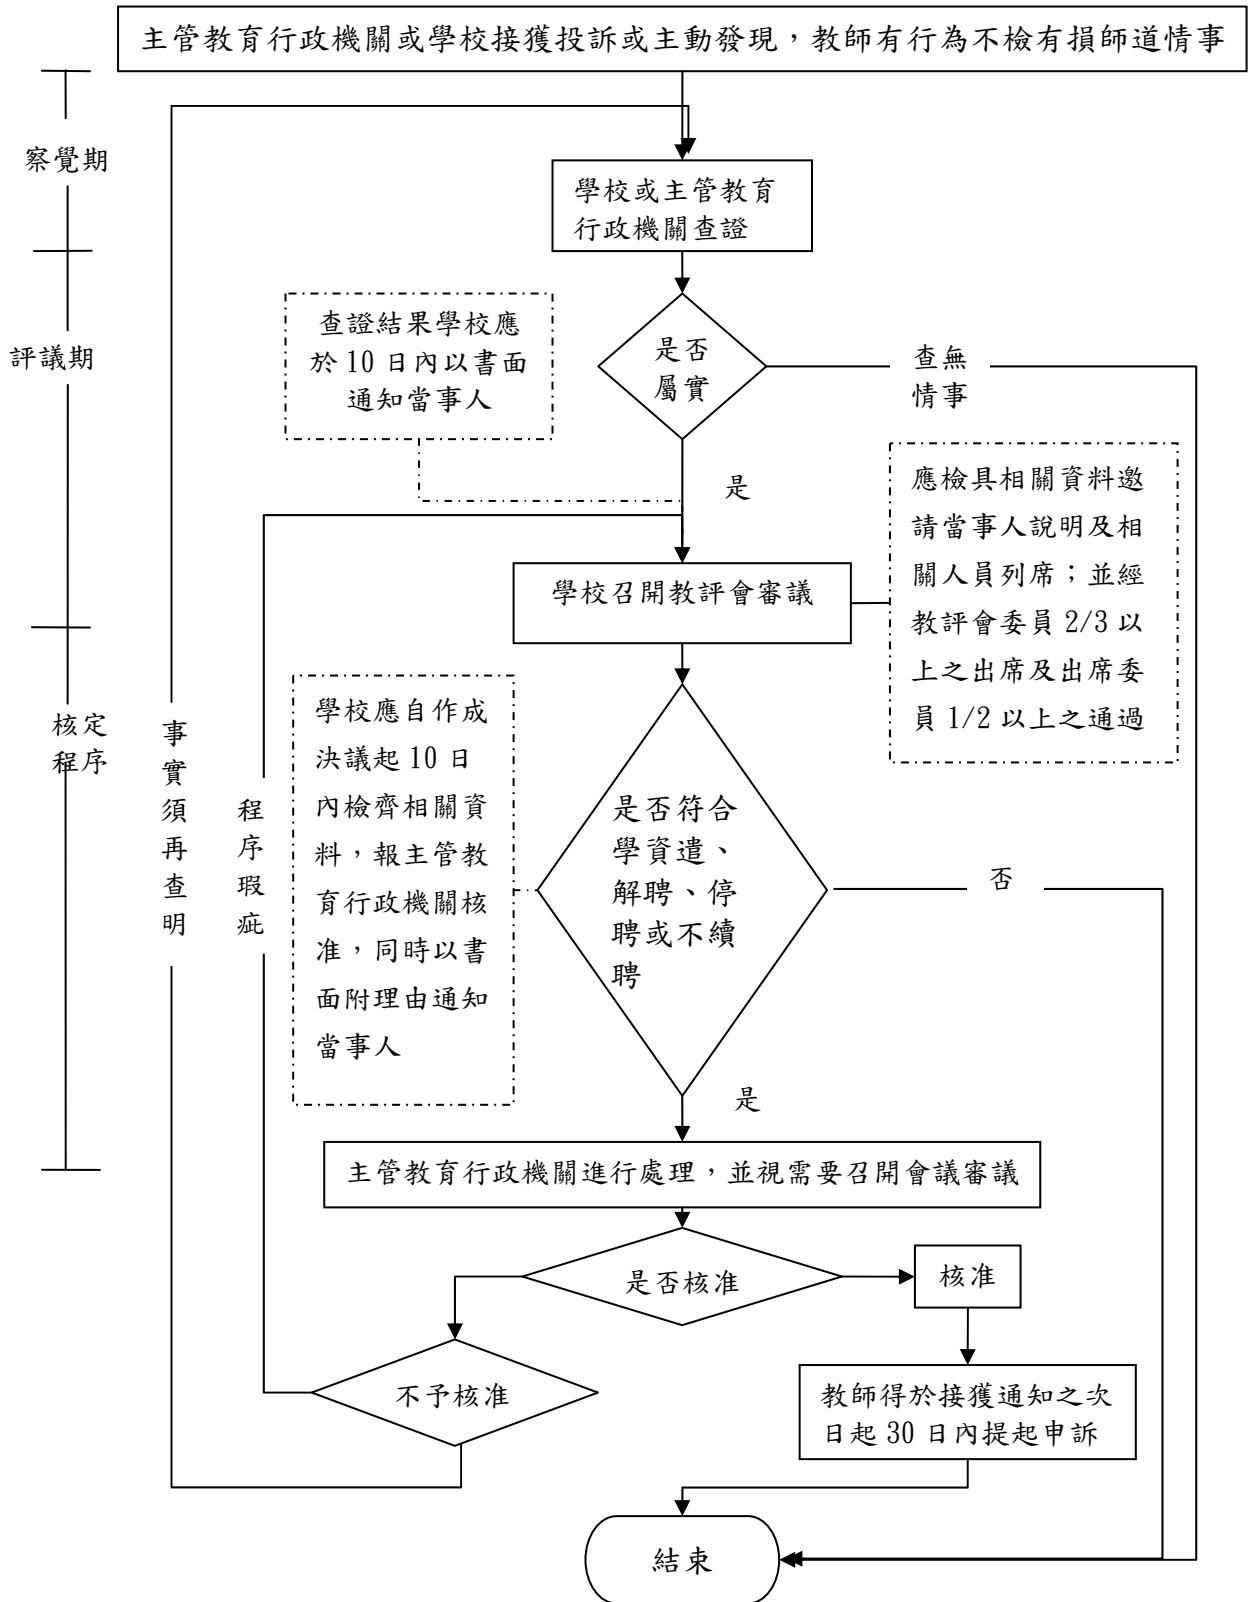 主管教育行政機關或學校接獲投訴或主動發現，教師有行為不檢有損師道情事
察覺期
學校或主管教育
行政機關查證
評議期
查證結果學校應
於 10 日內以書面
通知當事人
是否
屬實
查無
情事
是
應檢具相關資料邀
請當事人說明及相
關人員列席；並經
教評會委員 2/3 以
上之出席及出席委
員 1/2 以上之通過
學校召開教評會審議
核定
程序
事實須再查明
程序瑕疵
學校應自作成
決議起 10 日
內檢齊相關資
料，報主管教
育行政機關核
准，同時以書
面附理由通知
當事人
是否符合
學資遣、
解聘、停
聘或不續
聘
否
是
主管教育行政機關進行處理，並視需要召開會議審議
是否核准
核准
不予核准
教師得於接獲通知之次
日起 30 日內提起申訴
結束